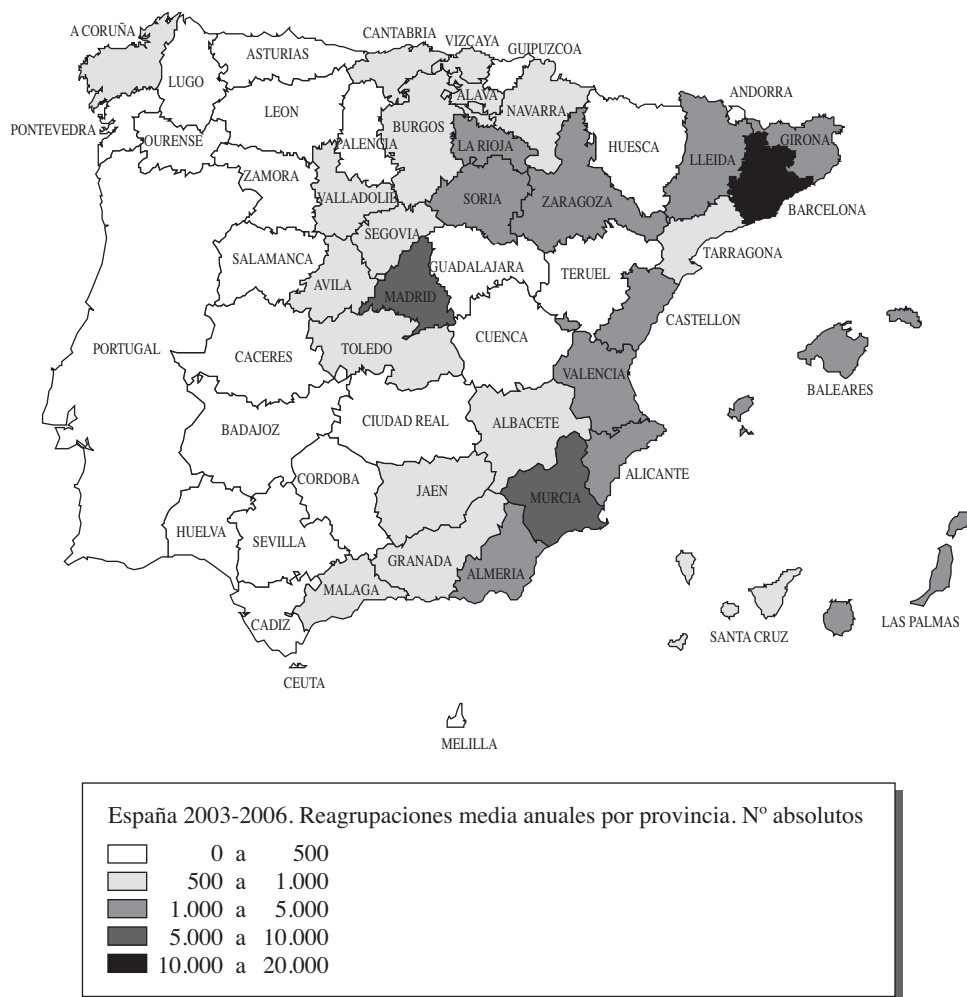 A CORUÑA
CANTABRIA
VIZCAYA
GUIPUZCOA
ASTURIAS
LUGO
ALAVA
ANDORRA
LEON
NAVARRA
PONTEVEDRA
OURENSE
PALENCIA
BURGOS
LA RIOJA
HUESCA
LLEIDA
GIRONA
ZAMORA
VALLADOLID
SORIA
ZARAGOZA
BARCELONA
SEGOVIA
TARRAGONA
SALAMANCA
GUADALAJARA
TERUEL
AVILA
MADRID
CASTELLON
PORTUGAL
CACERES
TOLEDO
CUENCA
VALENCIA
BALEARES
BADAJOZ
CIUDAD REAL
ALBACETE
CORDOBA
JAEN
MURCIA
ALICANTE
HUELVA
SEVILLA
GRANADA
ALMERIA
MALAGA
CADIZ
SANTA CRUZ
LAS PALMAS
CEUTA
MELILLA
España 2003-2006. Reagrupaciones media anuales por provincia. Nº absolutos
0 a 500
500 a 1.000
1.000 a 5.000
5.000 a 10.000
10.000 a 20.000